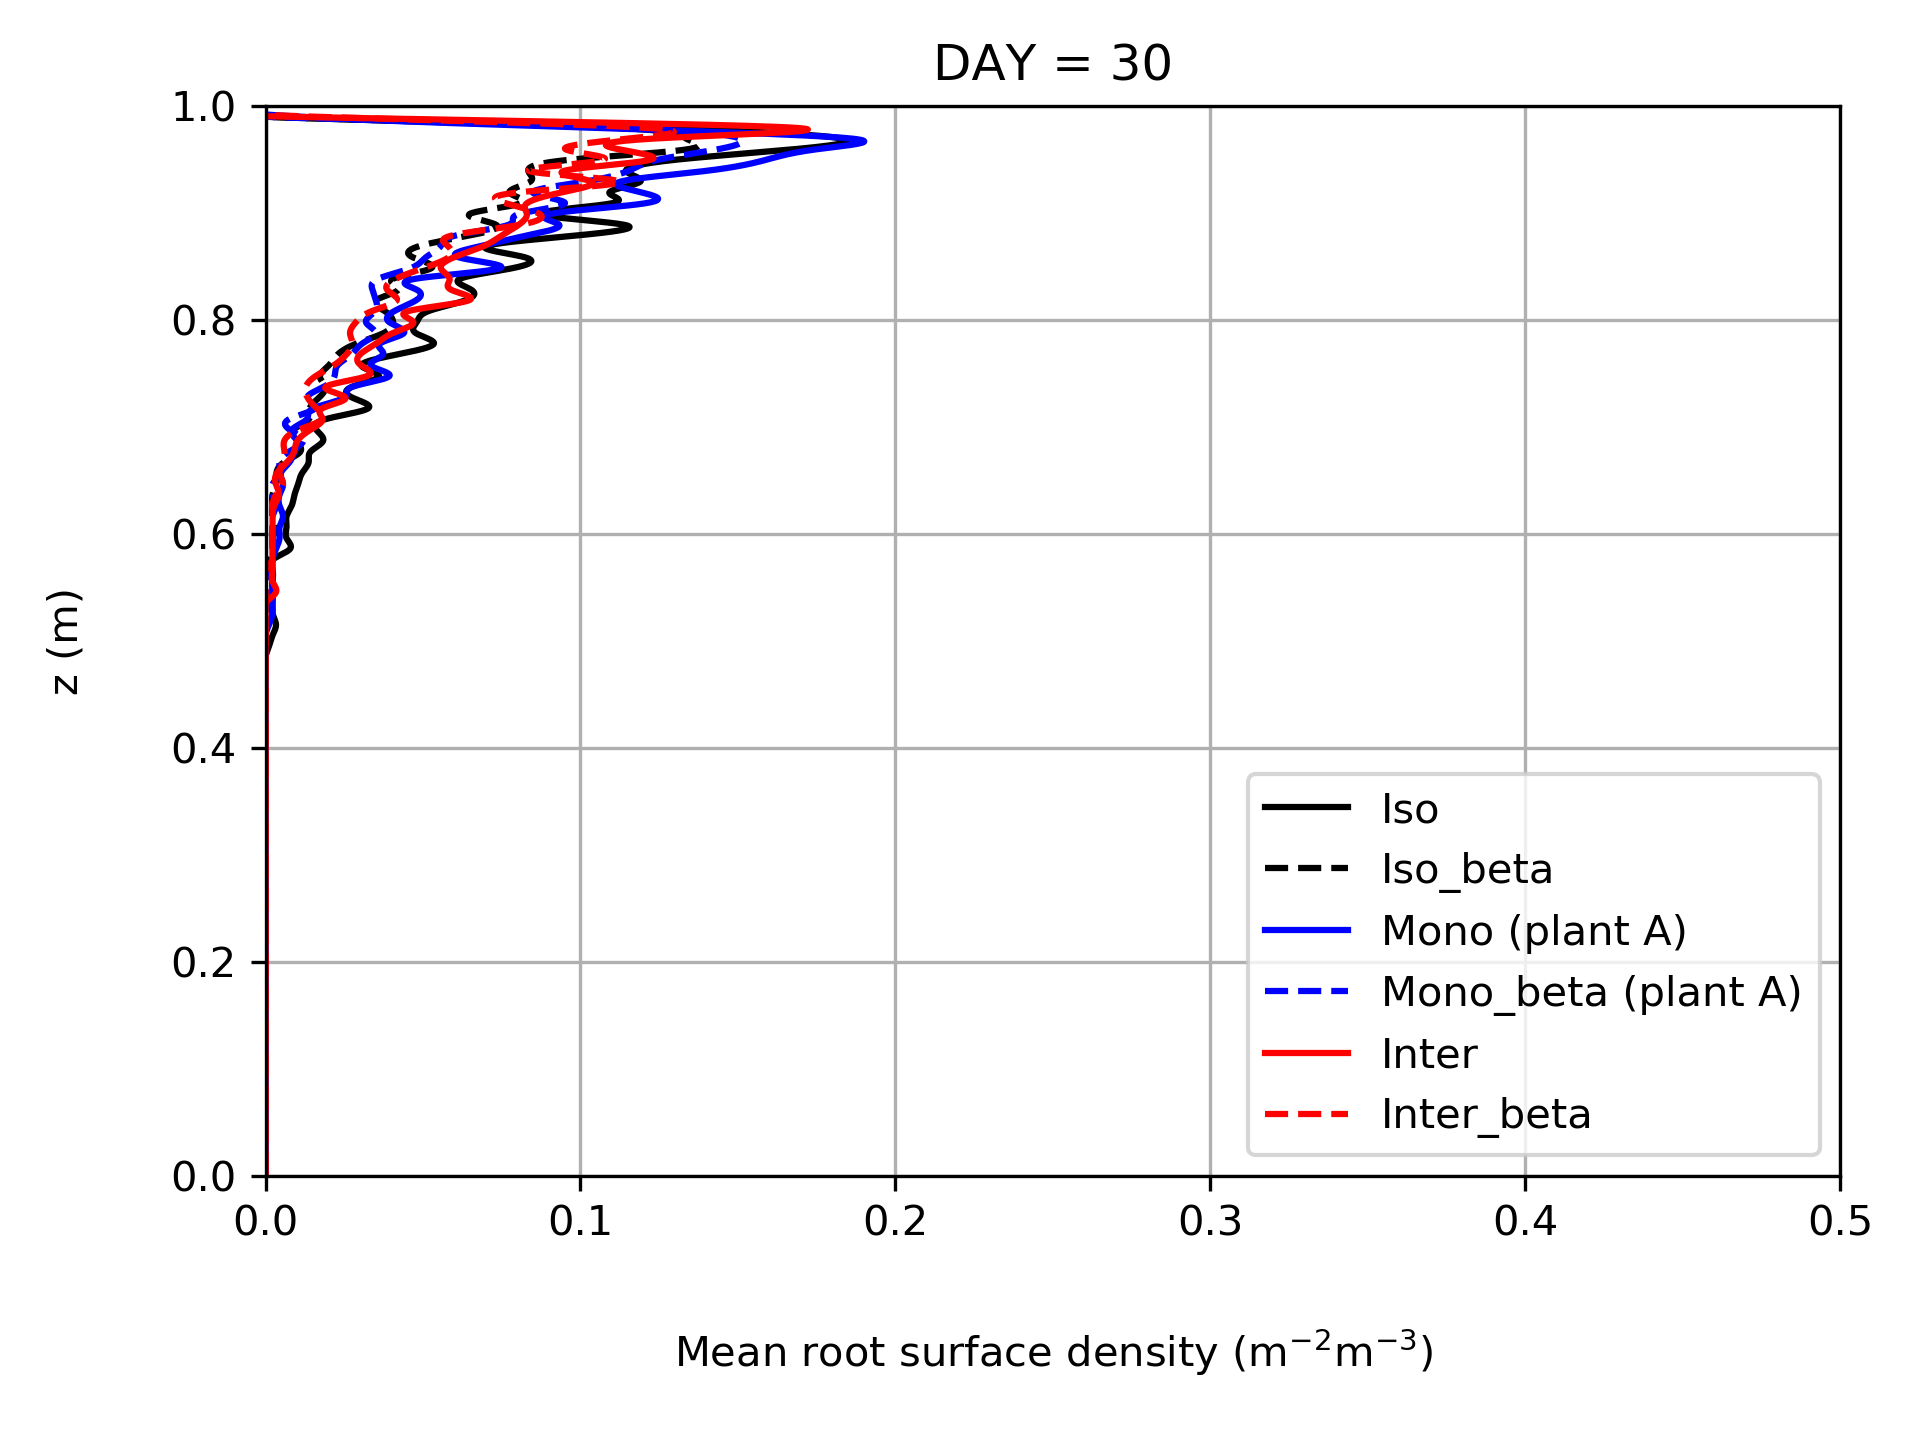 DAY = 30
1.0
0.8
0.6
0.4
0.2
0.0
z (m)
0.0 0.1 0.2 0.3 0.4 0.5
Mean root surface density (m⁻²m⁻³)
Iso
Iso_beta
Mono (plant A)
Mono_beta (plant A)
Inter
Inter_beta